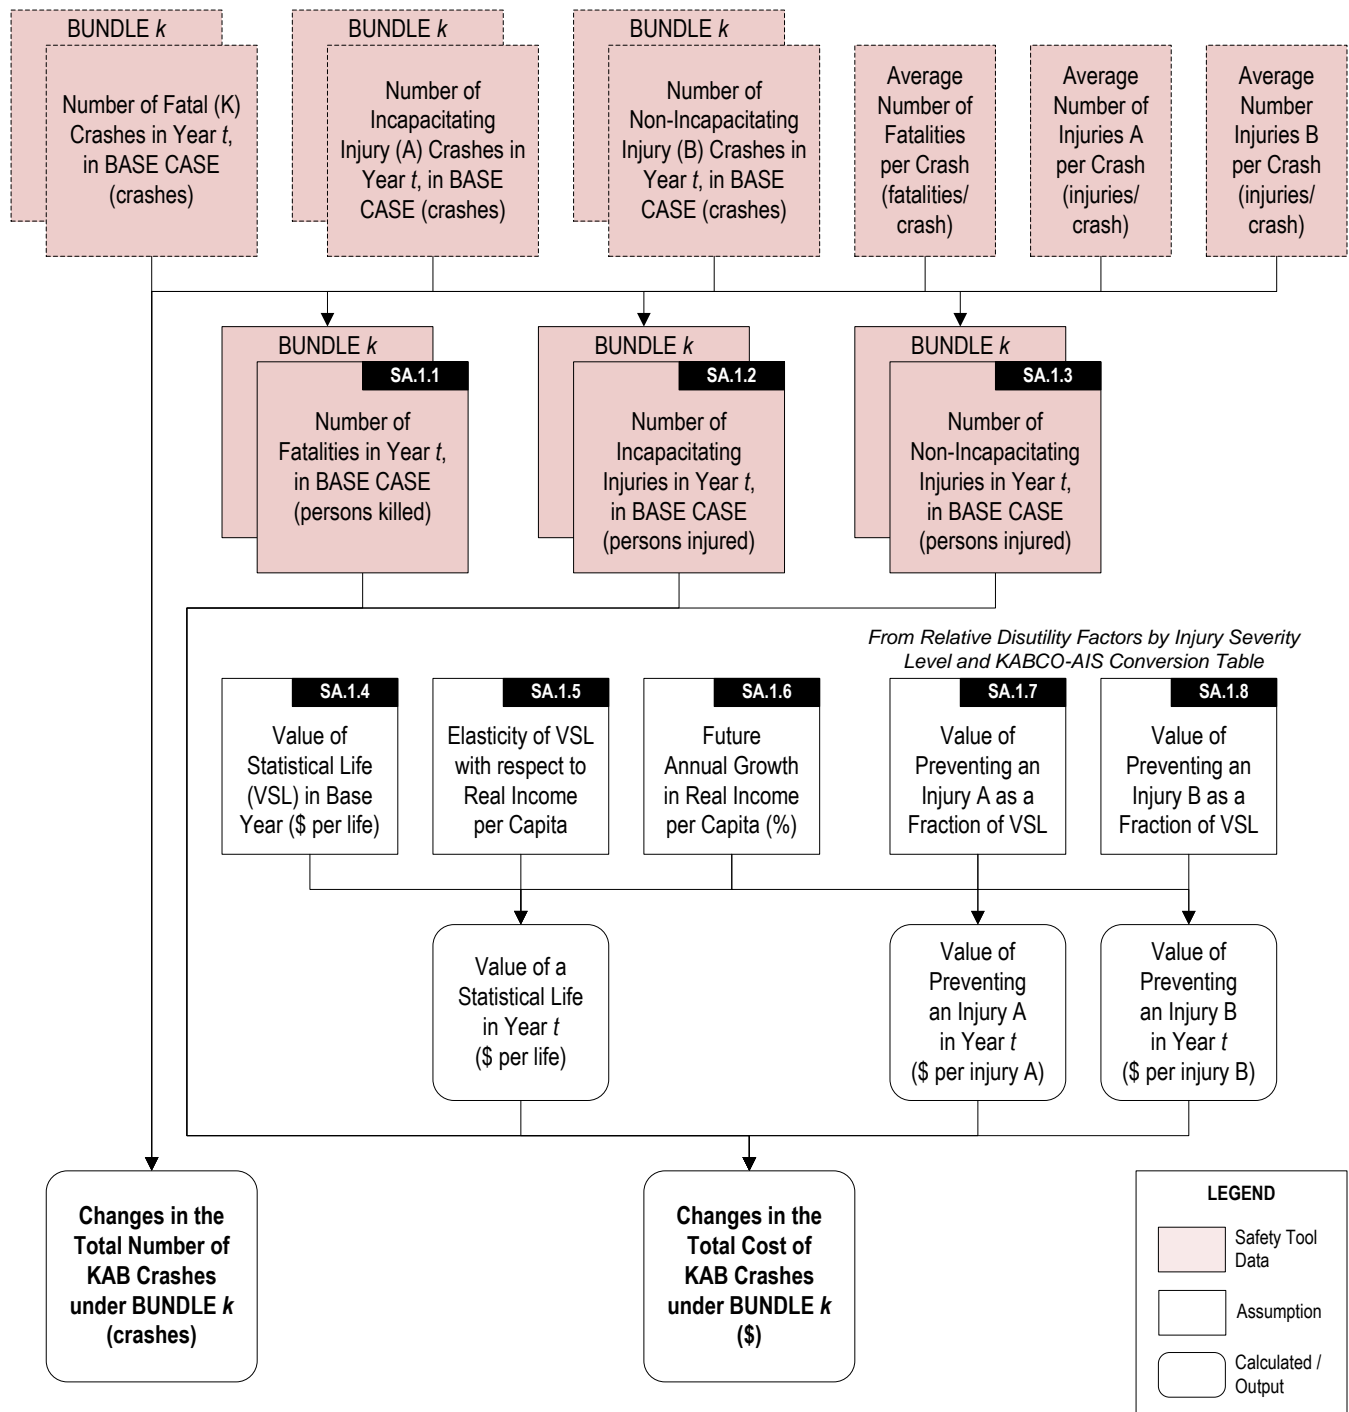 BUNDLE k
Number of Fatal (K)
Crashes in Year t,
in BASE CASE
(crashes)
BUNDLE k
Number of
Incapacitating
Injury (A) Crashes in
Year t, in BASE
CASE (crashes)
BUNDLE k
Number of
Non-Incapacitating
Injury (B) Crashes in
Year t, in BASE
CASE (crashes)
Average
Number of
Fatalities
per Crash
(fatalities/
crash)
Average
Number of
Injuries A
per Crash
(injuries/
crash)
Average
Number
Injuries B
per Crash
(injuries/
crash)
BUNDLE k
SA.1.1
Number of
Fatalities in Year t,
in BASE CASE
(persons killed)
BUNDLE k
SA.1.2
Number of
Incapacitating
Injuries in Year t,
in BASE CASE
(persons injured)
BUNDLE k
SA.1.3
Number of
Non-Incapacitating
Injuries in Year t,
in BASE CASE
(persons injured)
From Relative Disutility Factors by Injury Severity
Level and KABCO-AIS Conversion Table
SA.1.4
Value of
Statistical Life
(VSL) in Base
Year ($ per life)
SA.1.5
Elasticity of VSL
with respect to
Real Income
per Capita
SA.1.6
Future
Annual Growth
in Real Income
per Capita (%)
SA.1.7
Value of
Preventing an
Injury A as a
Fraction of VSL
SA.1.8
Value of
Preventing an
Injury B as a
Fraction of VSL
Value of a
Statistical Life
in Year t
($ per life)
Value of
Preventing
an Injury A
in Year t
($ per injury A)
Value of
Preventing
an Injury B
in Year t
($ per injury B)
Changes in the
Total Number of
KAB Crashes
under BUNDLE k
(crashes)
Changes in the
Total Cost of
KAB Crashes
under BUNDLE k
($)
LEGEND
Safety Tool
Data
Assumption
Calculated /
Output